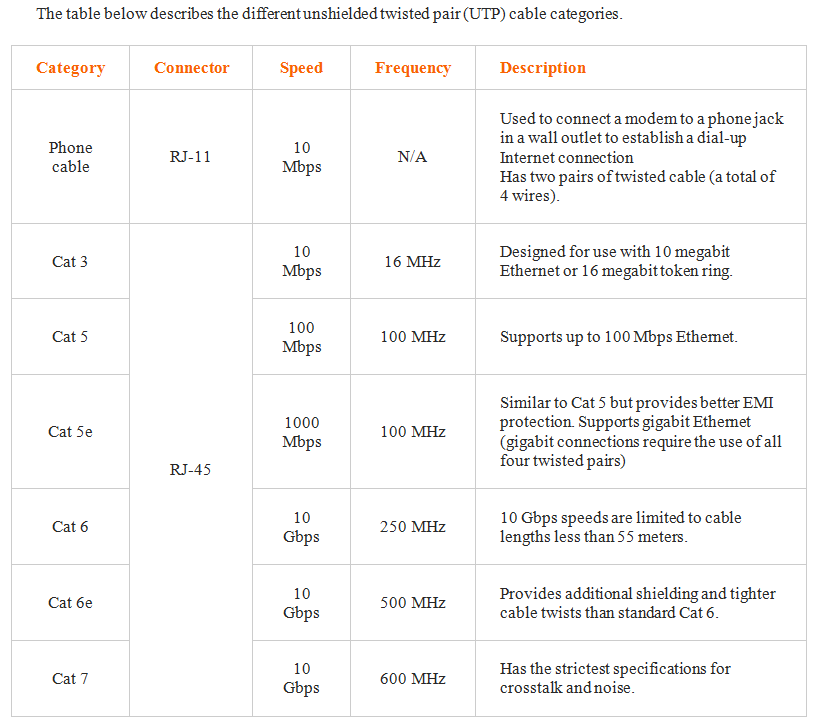 The table below describes the different unshielded twisted pair (UTP) cable categories.
Category Connector Speed Frequency Description
Phone
cable
RJ-11
10
Mbps
N/A
Used to connect a modem to a phone jack
in a wall outlet to establish a dial-up
Internet connection
Has two pairs of twisted cable (a total of
4 wires).
Cat 3
RJ-45
10
Mbps
16 MHz
Designed for use with 10 megabit
Ethernet or 16 megabit token ring.
Cat 5
100
Mbps
100 MHz
Supports up to 100 Mbps Ethernet.
Cat 5e
1000
Mbps
100 MHz
Similar to Cat 5 but provides better EMI
protection. Supports gigabit Ethernet
(gigabit connections require the use of all
four twisted pairs)
Cat 6
10
Gbps
250 MHz
10 Gbps speeds are limited to cable
lengths less than 55 meters.
Cat 6e
10
Gbps
500 MHz
Provides additional shielding and tighter
cable twists than standard Cat 6.
Cat 7
10
Gbps
600 MHz
Has the strictest specifications for
crosstalk and noise.